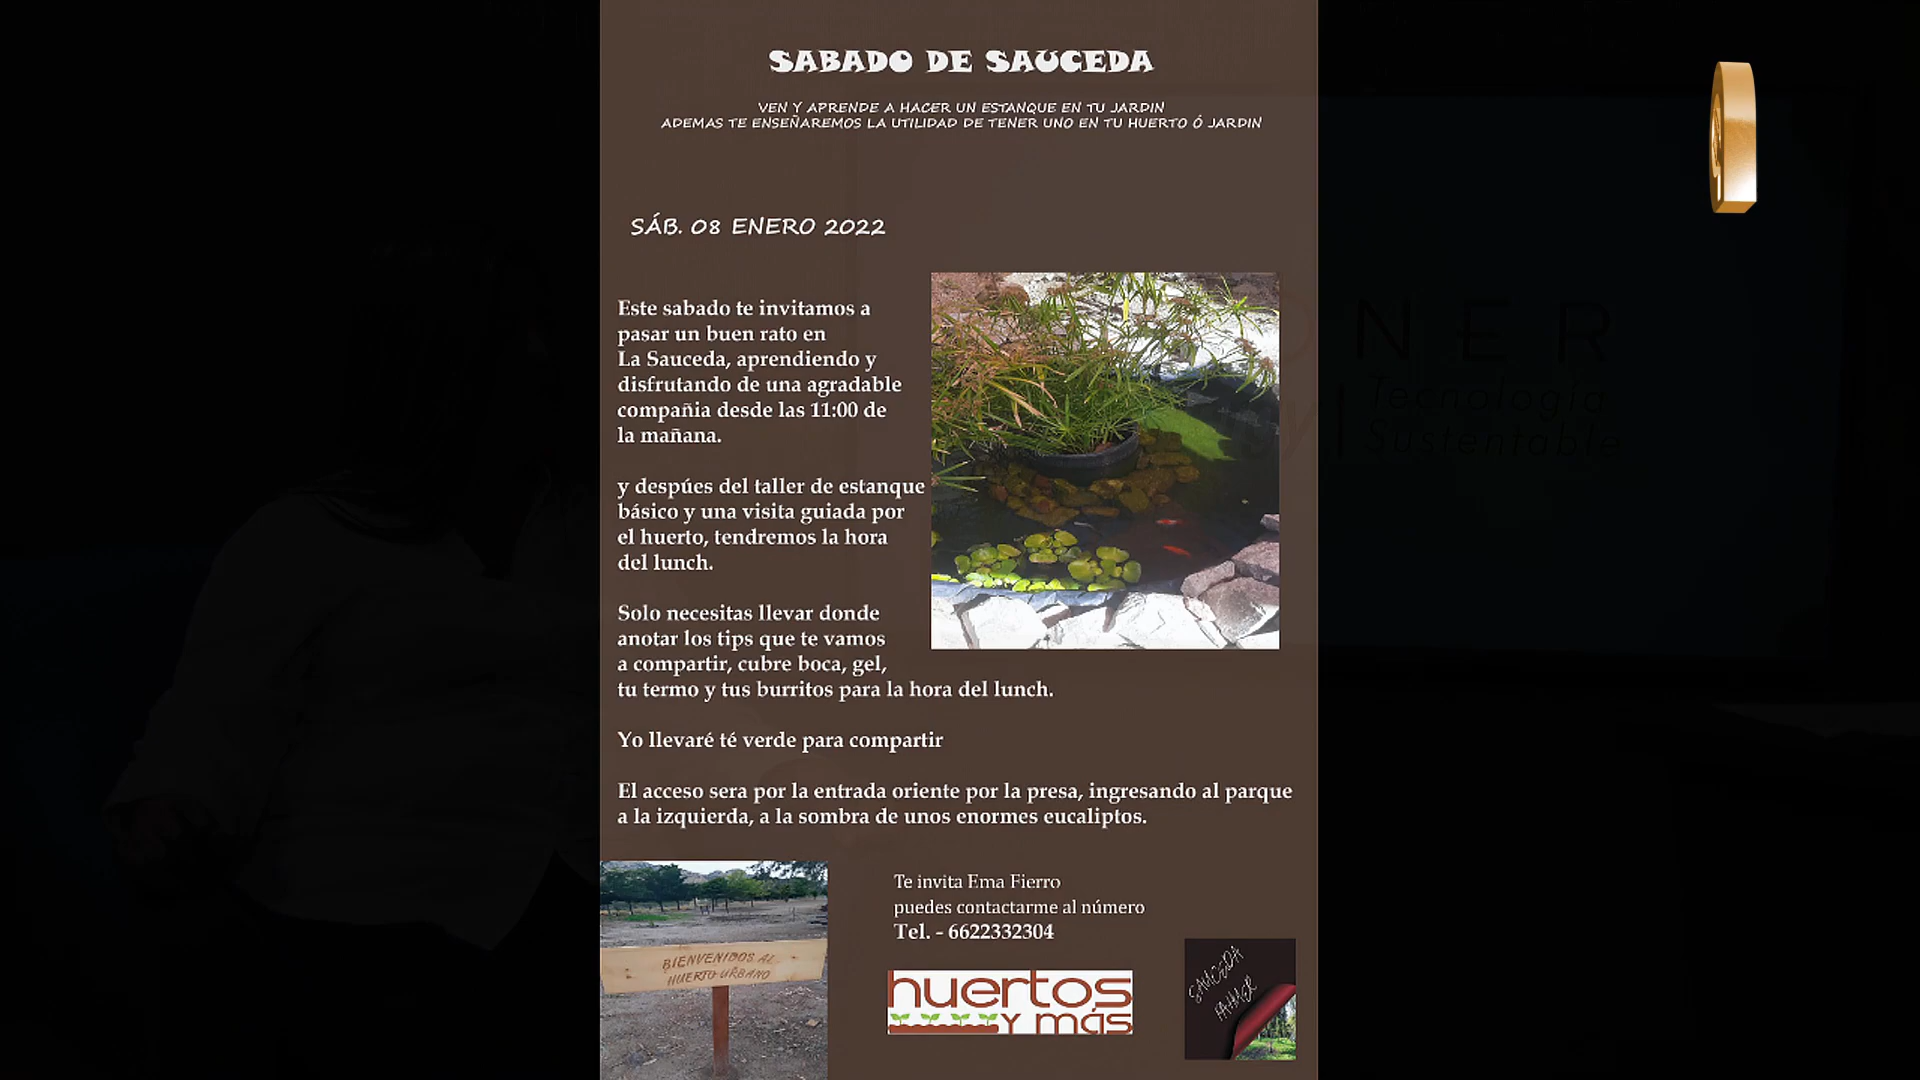 SABADO DE SAUCEDA
VEN Y APRENDE A HACER UN ESTANQUE EN TU JARDIN
ADEMAS TE ENSEÑAREMOS LA UTILIDAD DE TENER UNO EN TU HUERTO Ó JARDIN
SÁB. 08 ENERO 2022
Este sabado te invitamos a
pasar un buen rato en
La Sauceda, aprendiendo y
disfrutando de una agradable
compañia desde las 11:00 de
la mañana.
y despúes del taller de estanque
básico y una visita guiada por
el huerto, tendremos la hora
del lunch.
Solo necesitas llevar donde
anotar los tips que te vamos
a compartir, cubre boca, gel,
tu termo y tus burritos para la hora del lunch.
Yo llevaré té verde para compartir
El acceso sera por la entrada oriente por la presa, ingresando al parque
a la izquierda, a la sombra de unos enormes eucaliptos.
BIENVENIDOS AL
HUERTO URBANO
Te invita Ema Fierro
puedes contactarme al número
Tel. - 6622332304
huertos
Y más
SAUCEDA
NER
Tecnología
Sustentable